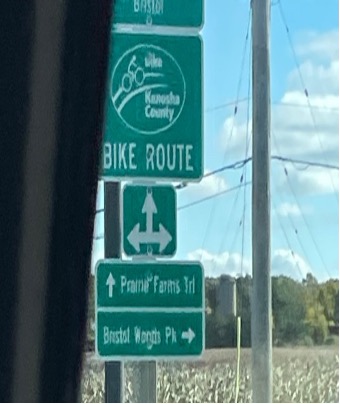 Bristol
Bike
Kenosha
County
BIKE ROUTE
Prairie Farms Trl
Bristol Woods Pk